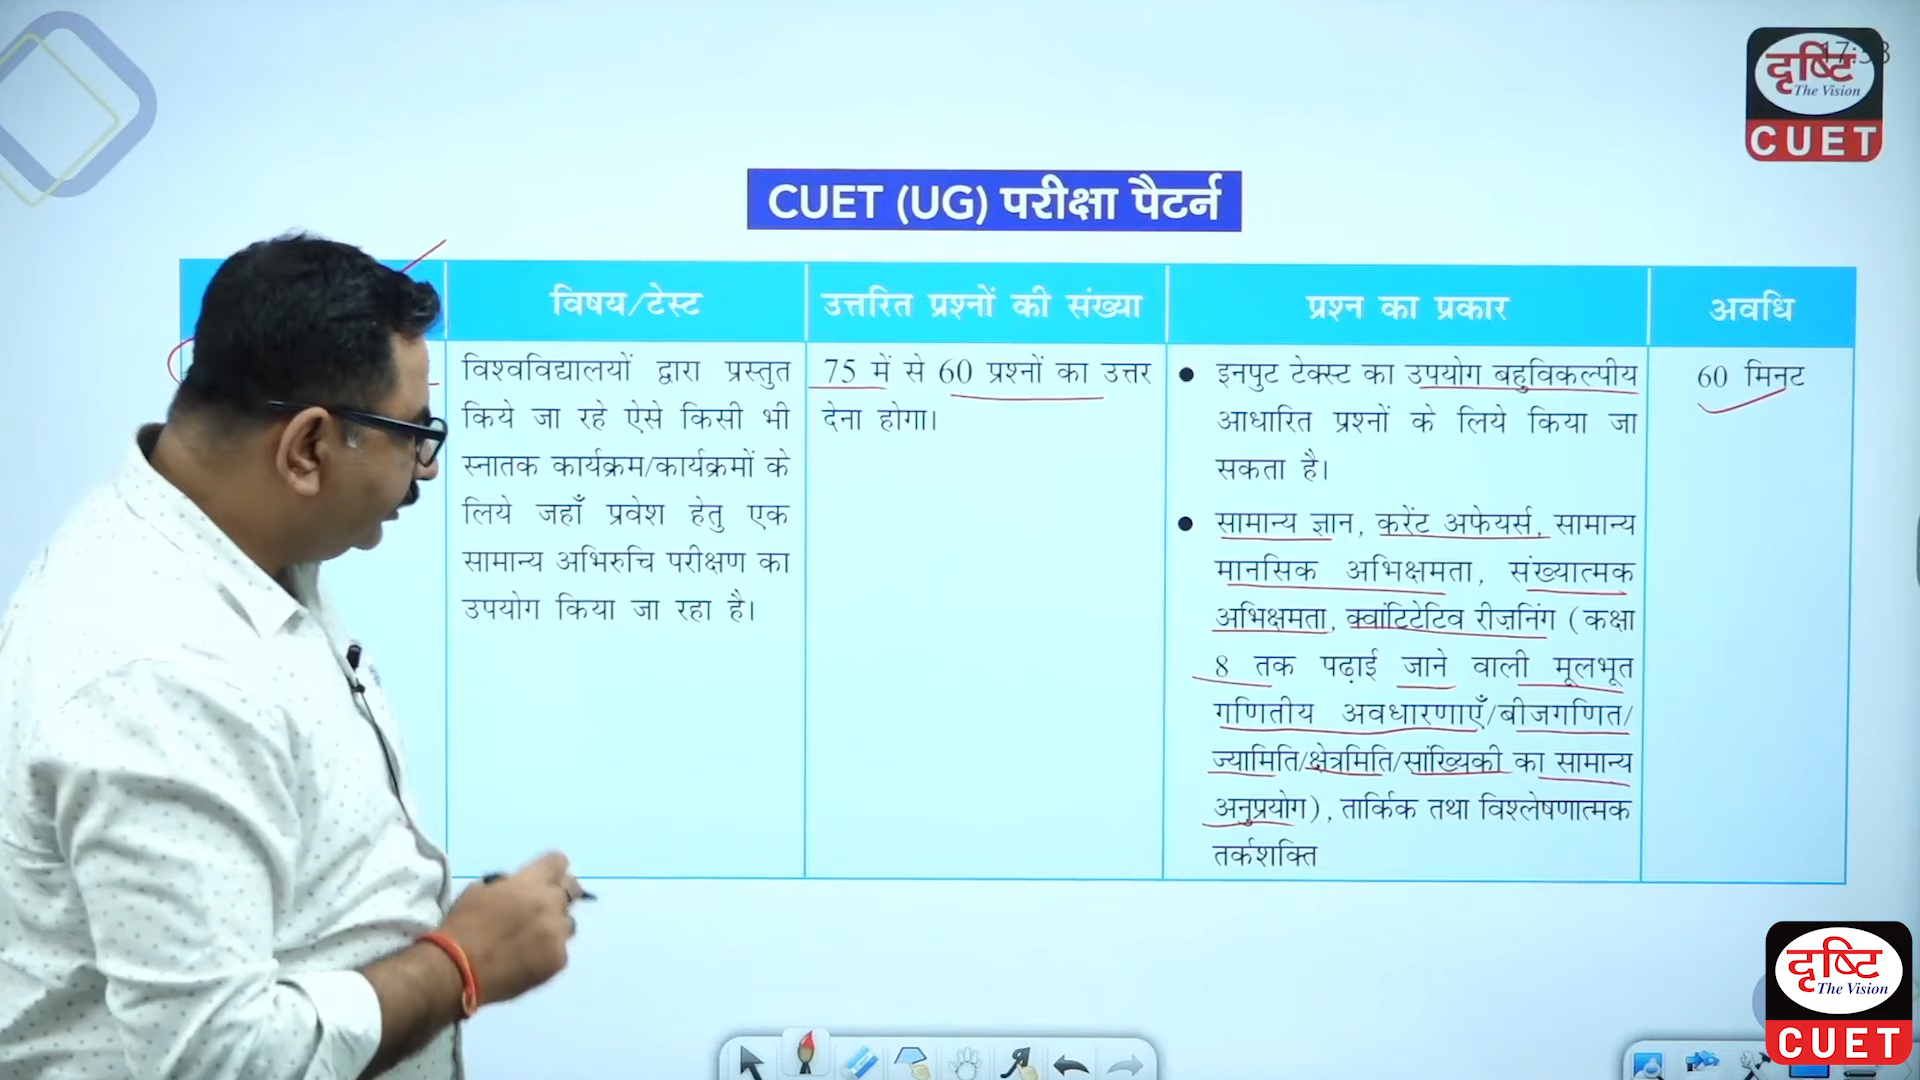 दृष्टि
The Vision
CUET
CUET (UG) परीक्षा पैटर्न
विषय/टेस्ट
उत्तरित प्रश्नों की संख्या
प्रश्न का प्रकार
अवधि
विश्वविद्यालयों द्वारा प्रस्तुत
किये जा रहे ऐसे किसी भी
स्नातक कार्यक्रम/कार्यक्रमों के
लिये जहाँ प्रवेश हेतु एक
सामान्य अभिरुचि परीक्षण का
उपयोग किया जा रहा है।
75 में से 60 प्रश्नों का उत्तर
देना होगा।
● इनपुट टेक्स्ट का उपयोग बहुविकल्पीय
आधारित प्रश्नों के लिये किया जा
सकता है।
● सामान्य ज्ञान, करेंट अफेयर्स, सामान्य
मानसिक अभिक्षमता, संख्यात्मक
अभिक्षमता, क्वांटिटेटिव रीज़निंग (कक्षा
8 तक पढ़ाई जाने वाली मूलभूत
गणितीय अवधारणाएँ/बीजगणित/
ज्यामिति/क्षेत्रमिति/सांख्यिकी का सामान्य
अनुप्रयोग), तार्किक तथा विश्लेषणात्मक
तर्कशक्ति
60 मिनट
दृष्टि
The Vision
CUET